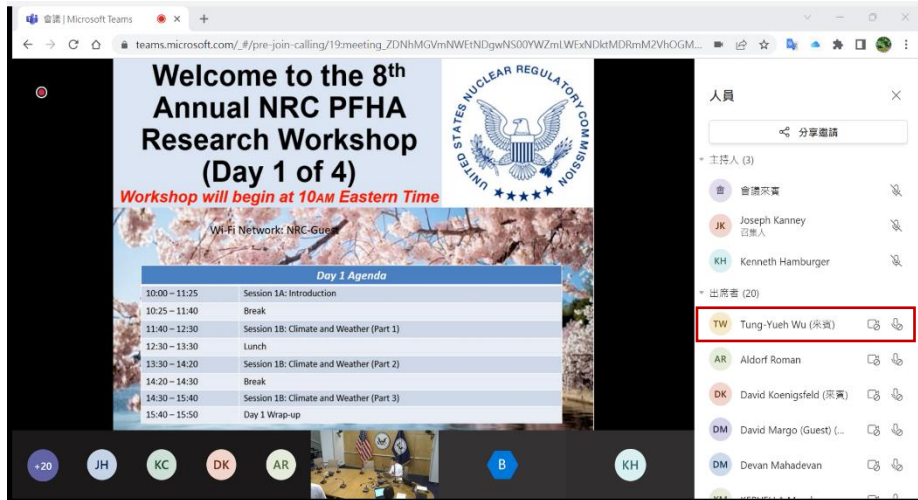 會議 | Microsoft Teams
teams.microsoft.com/_#/pre-join-calling/19:meeting_ZDNhMGVmNWEtNDgwNS00YWZmLWExNDktMDRmM2VhOGM...
Welcome to the 8th
Annual NRC PFHA
Research Workshop
(Day 1 of 4)
Workshop will begin at 10AM Eastern Time
UNITED STATES NUCLEAR REGULATORY COMMISSION
Wi-Fi Network: NRC-Guest
Day 1 Agenda
10:00 – 11:25 Session 1A: Introduction
10:25 – 11:40 Break
11:40 – 12:30 Session 1B: Climate and Weather (Part 1)
12:30 – 13:30 Lunch
13:30 – 14:20 Session 1B: Climate and Weather (Part 2)
14:20 – 14:30 Break
14:30 – 15:40 Session 1B: Climate and Weather (Part 3)
15:40 – 15:50 Day 1 Wrap-up
+20 JH KC DK AR B KH
人員
分享邀請
主持人 (3)
會 會議來賓
JK Joseph Kanney
召集人
KH Kenneth Hamburger
出席者 (20)
TW Tung-Yueh Wu (來賓)
AR Aldorf Roman
DK David Koenigsfeld (來賓)
DM David Margo (Guest) (...
DM Devan Mahadevan